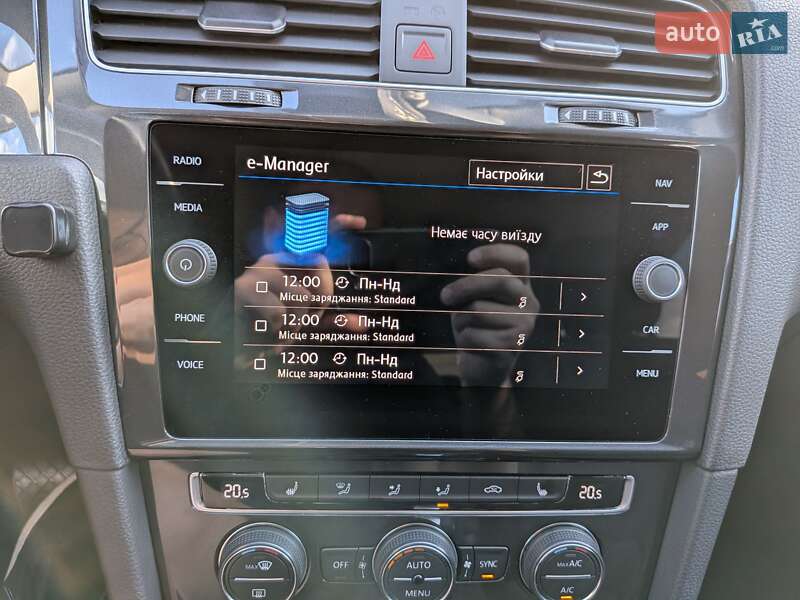 auto RIA .com
RADIO
MEDIA
PHONE
VOICE
e-Manager
Настройки
Немає часу виїзду
12:00 Пн-Нд
Місце заряджання: Standard
12:00 Пн-Нд
Місце заряджання: Standard
12:00 Пн-Нд
Місце заряджання: Standard
NAV
APP
CAR
MENU
20.5
20.5
MAX
OFF
AUTO
MENU
SYNC
MAX A/C
A/C